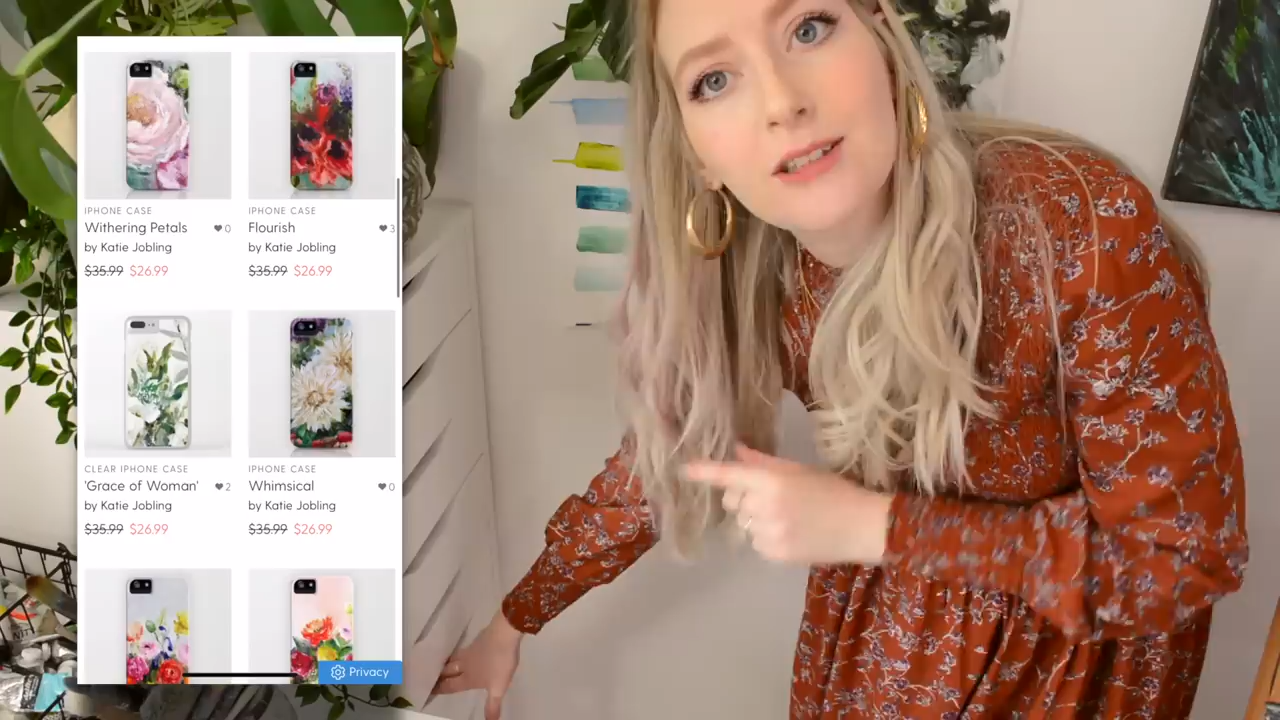 IPHONE CASE
Withering Petals
0
by Katie Jobling
$35.99 $26.99
IPHONE CASE
Flourish
3
by Katie Jobling
$35.99 $26.99
CLEAR IPHONE CASE
'Grace of Woman'
2
by Katie Jobling
$35.99 $26.99
IPHONE CASE
Whimsical
0
by Katie Jobling
$35.99 $26.99
Privacy